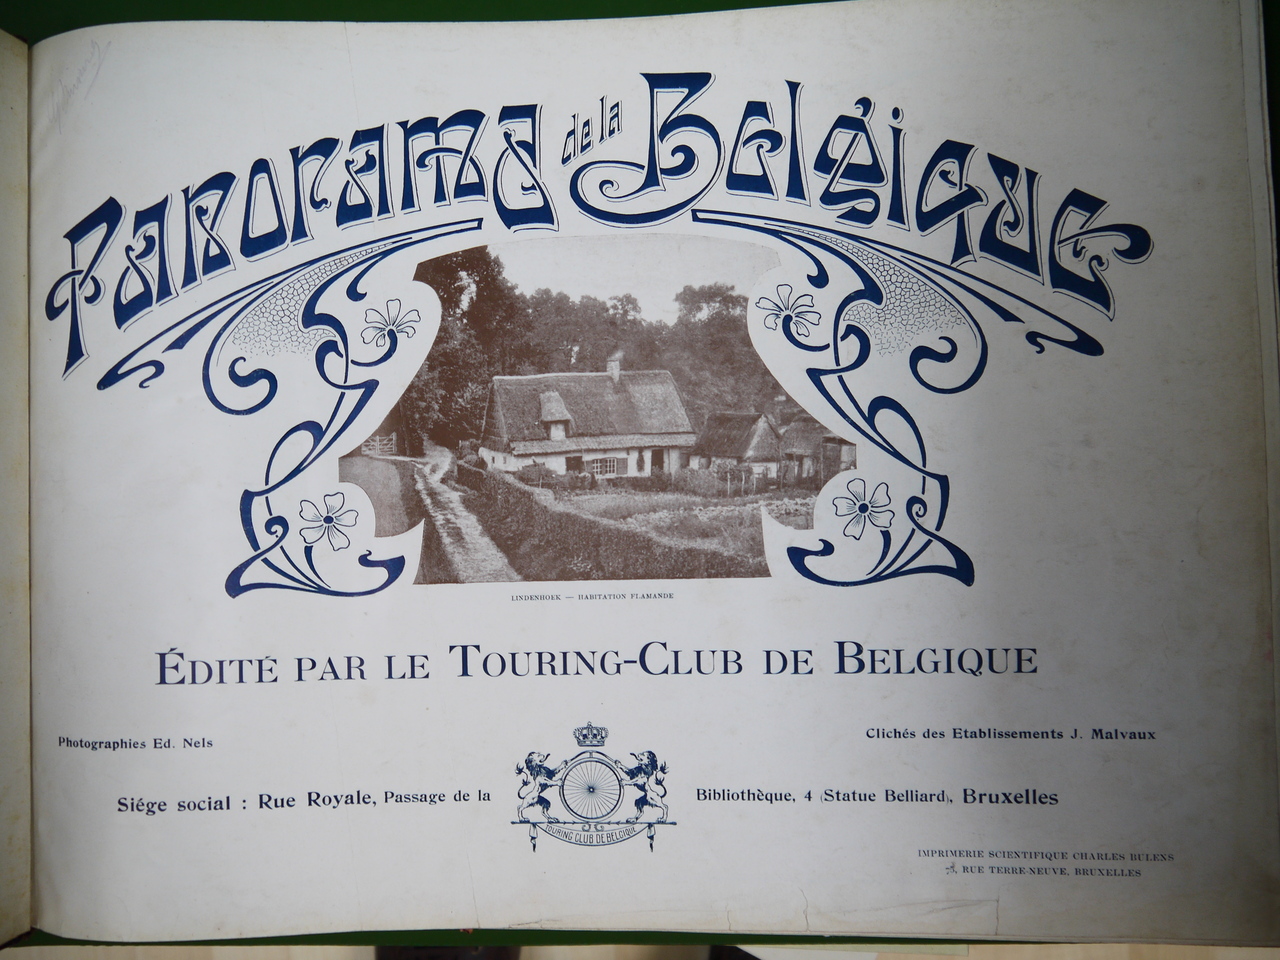 Panorama de la Belgique
LINDENHOEK — HABITATION FLAMANDE
ÉDITÉ PAR LE TOURING-CLUB DE BELGIQUE
Photographies Ed. Nels
Clichés des Etablissements J. Malvaux
Siége social : Rue Royale, Passage de la Bibliothèque, 4 (Statue Belliard), Bruxelles
TOURING CLUB DE BELGIQUE
IMPRIMERIE SCIENTIFIQUE CHARLES BULENS
75, RUE TERRE-NEUVE, BRUXELLES